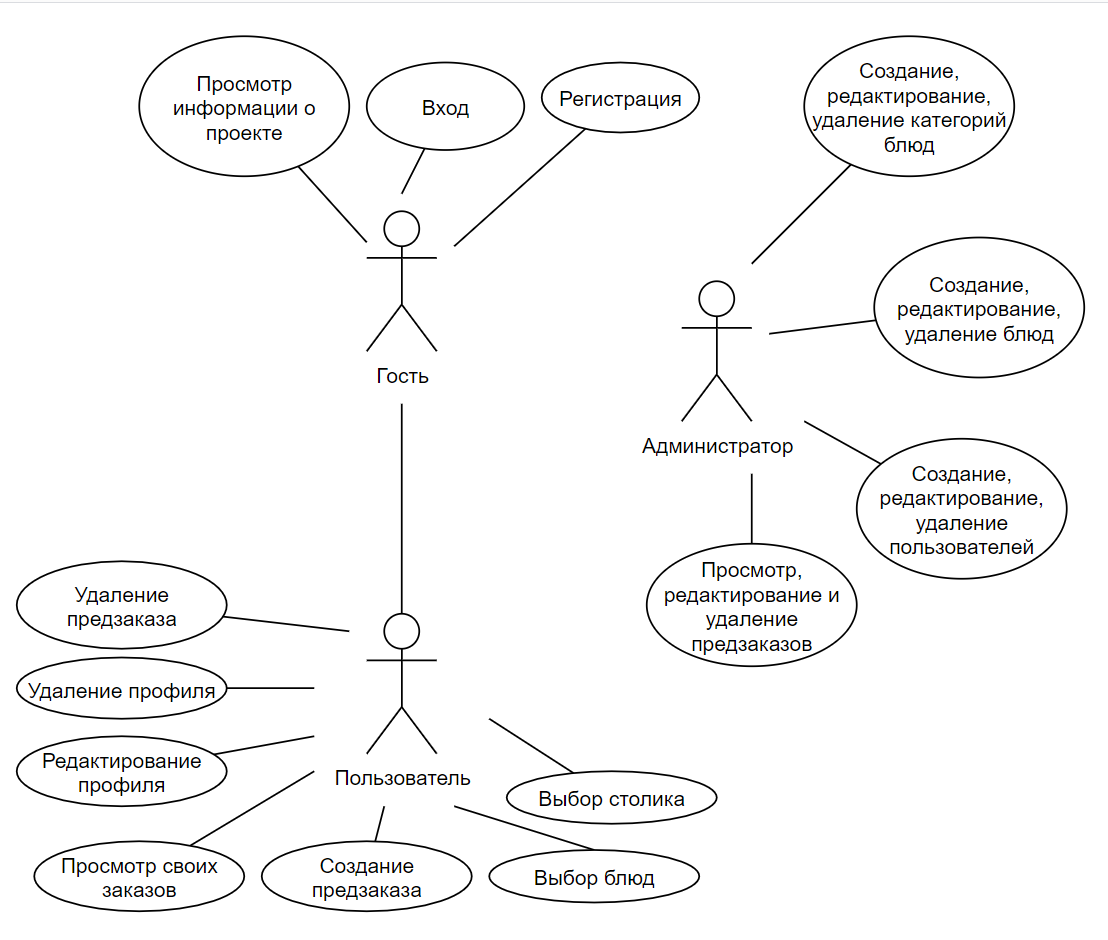 Просмотр
информации о
проекте
Вход
Регистрация
Создание,
редактирование,
удаление категорий
блюд
Гость
Создание,
редактирование,
удаление блюд
Администратор
Создание,
редактирование,
удаление
пользователей
Просмотр,
редактирование и
удаление
предзаказов
Удаление
предзаказа
Удаление профиля
Редактирование
профиля
Пользователь
Выбор столика
Просмотр своих
заказов
Создание
предзаказа
Выбор блюд